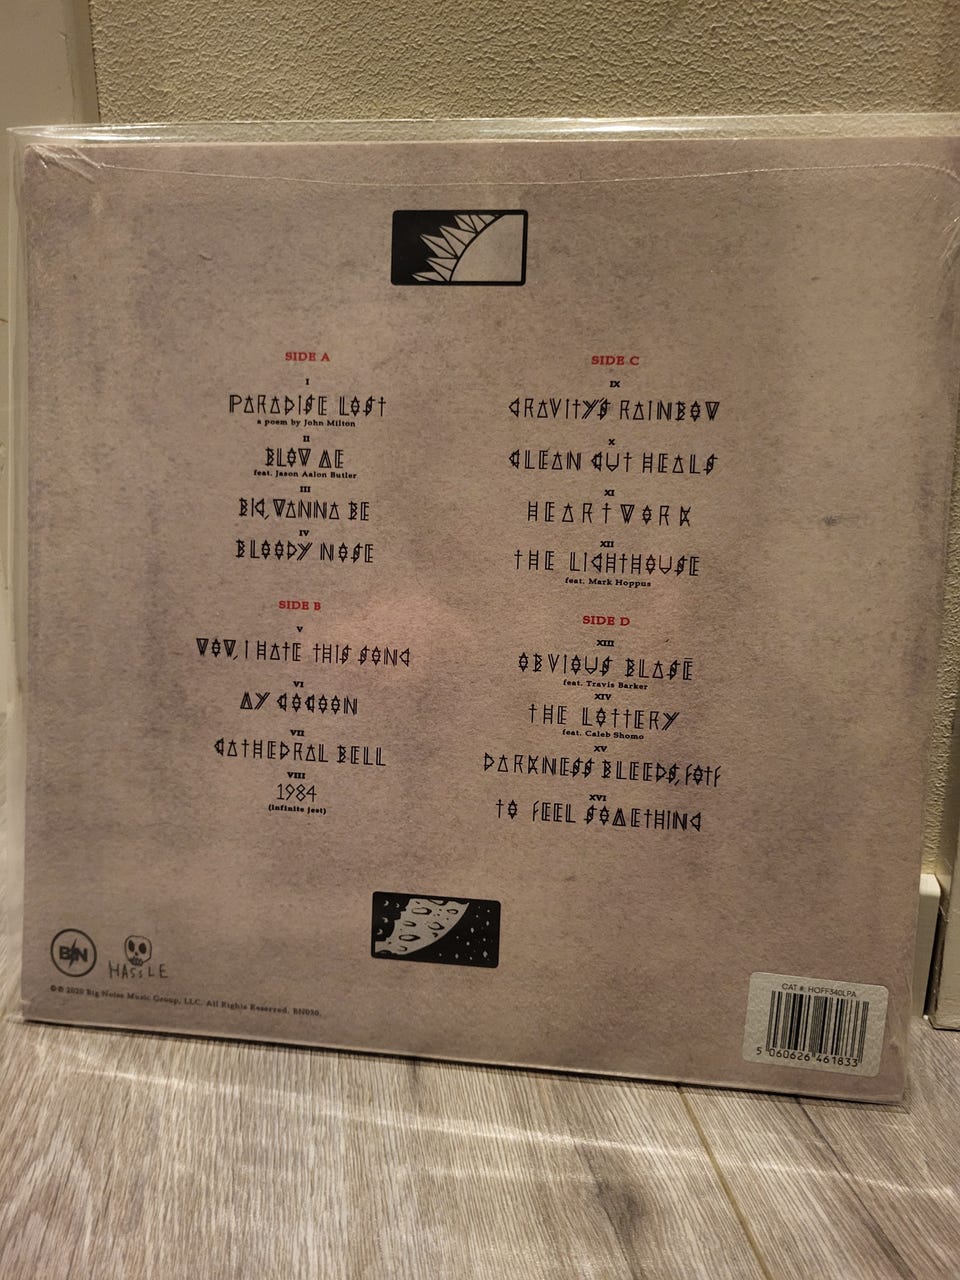 SIDE A
I
PARADISE LOST
a poem by John Milton
II
BLOW ME
feat. Jason Aalon Butler
III
BIG, WANNA BE
IV
BLOODY NOSE
SIDE B
V
WOW, I HATE THIS SONG
VI
MY COCOON
VII
CATHEDRAL BELL
VIII
1984
(infinite jest)
SIDE C
IX
GRAVITY'S RAINBOW
X
CLEAN CUT HEALS
XI
HEARTWORK
XII
THE LIGHTHOUSE
feat. Mark Hoppus
SIDE D
XIII
OBVIOUS BLASÉ
feat. Travis Barker
XIV
THE LOTTERY
feat. Caleb Shomo
XV
DARKNESS BLEEDS, FOTF
XVI
TO FEEL SOMETHING
BN
HASSLE
©℗ 2020 Big Noise Music Group, LLC. All Rights Reserved. BN030.
CAT #: HOFF340LPA
5 060626 461833